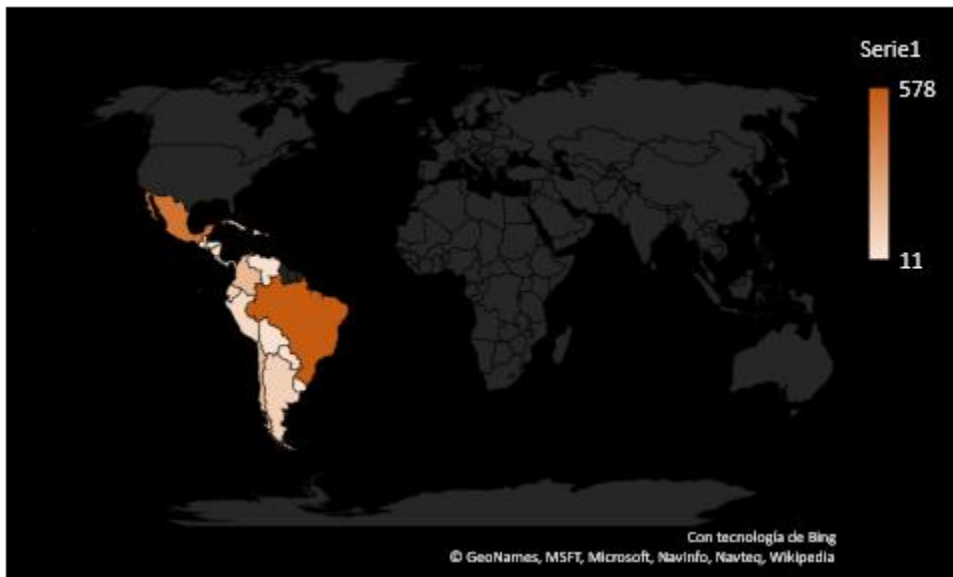 Serie1
578
11
Con tecnología de Bing
© GeoNames, MSFT, Microsoft, NavInfo, Navteq, Wikipedia